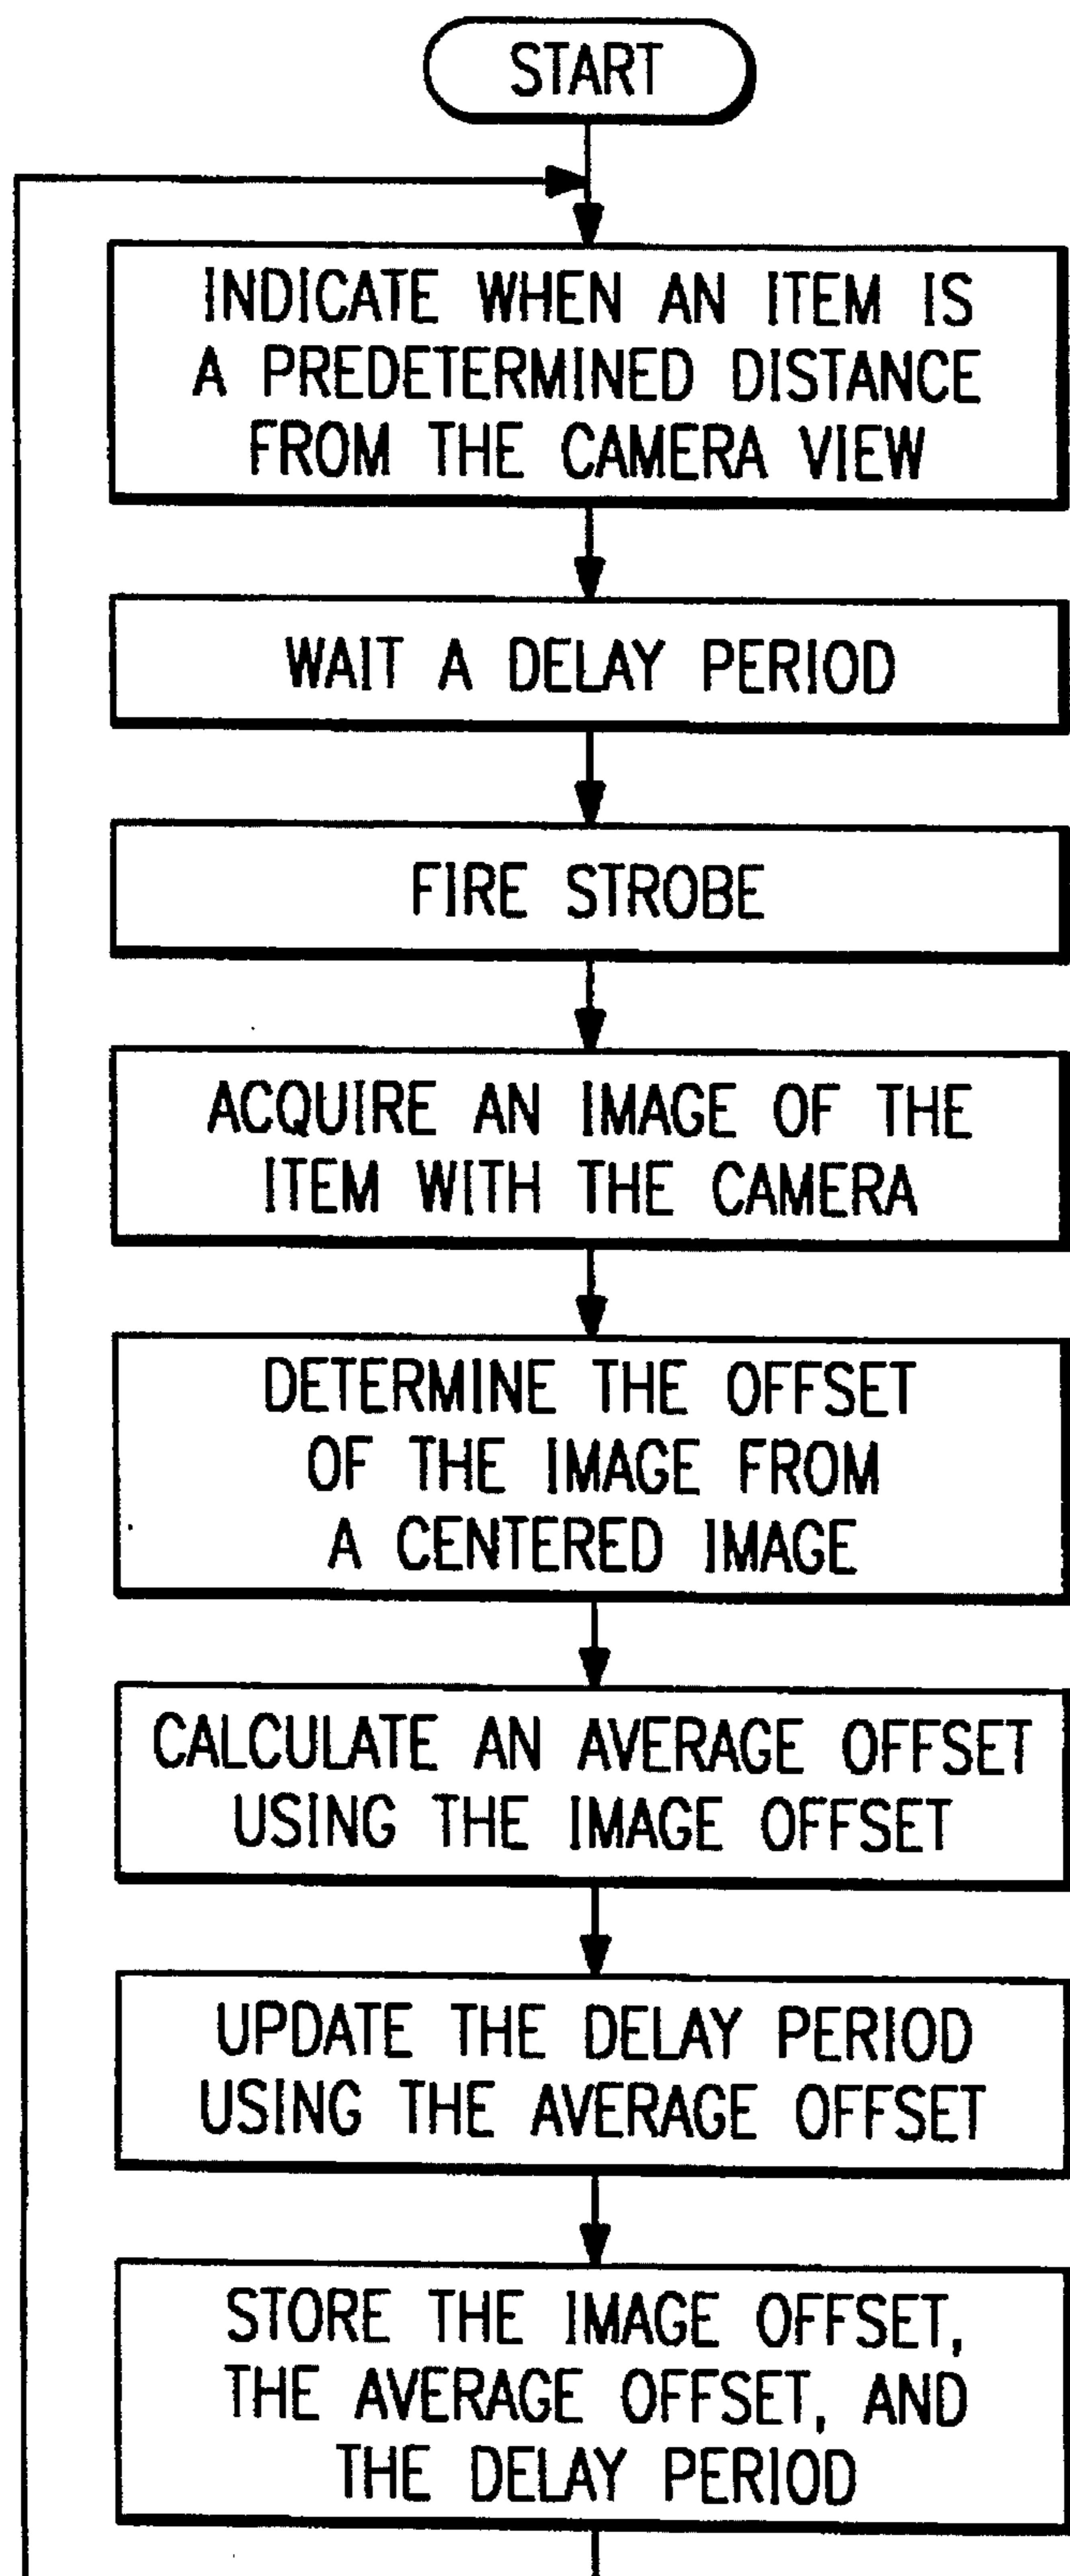 START
INDICATE WHEN AN ITEM IS
A PREDETERMINED DISTANCE
FROM THE CAMERA VIEW
WAIT A DELAY PERIOD
FIRE STROBE
ACQUIRE AN IMAGE OF THE
ITEM WITH THE CAMERA
DETERMINE THE OFFSET
OF THE IMAGE FROM
A CENTERED IMAGE
CALCULATE AN AVERAGE OFFSET
USING THE IMAGE OFFSET
UPDATE THE DELAY PERIOD
USING THE AVERAGE OFFSET
STORE THE IMAGE OFFSET,
THE AVERAGE OFFSET, AND
THE DELAY PERIOD